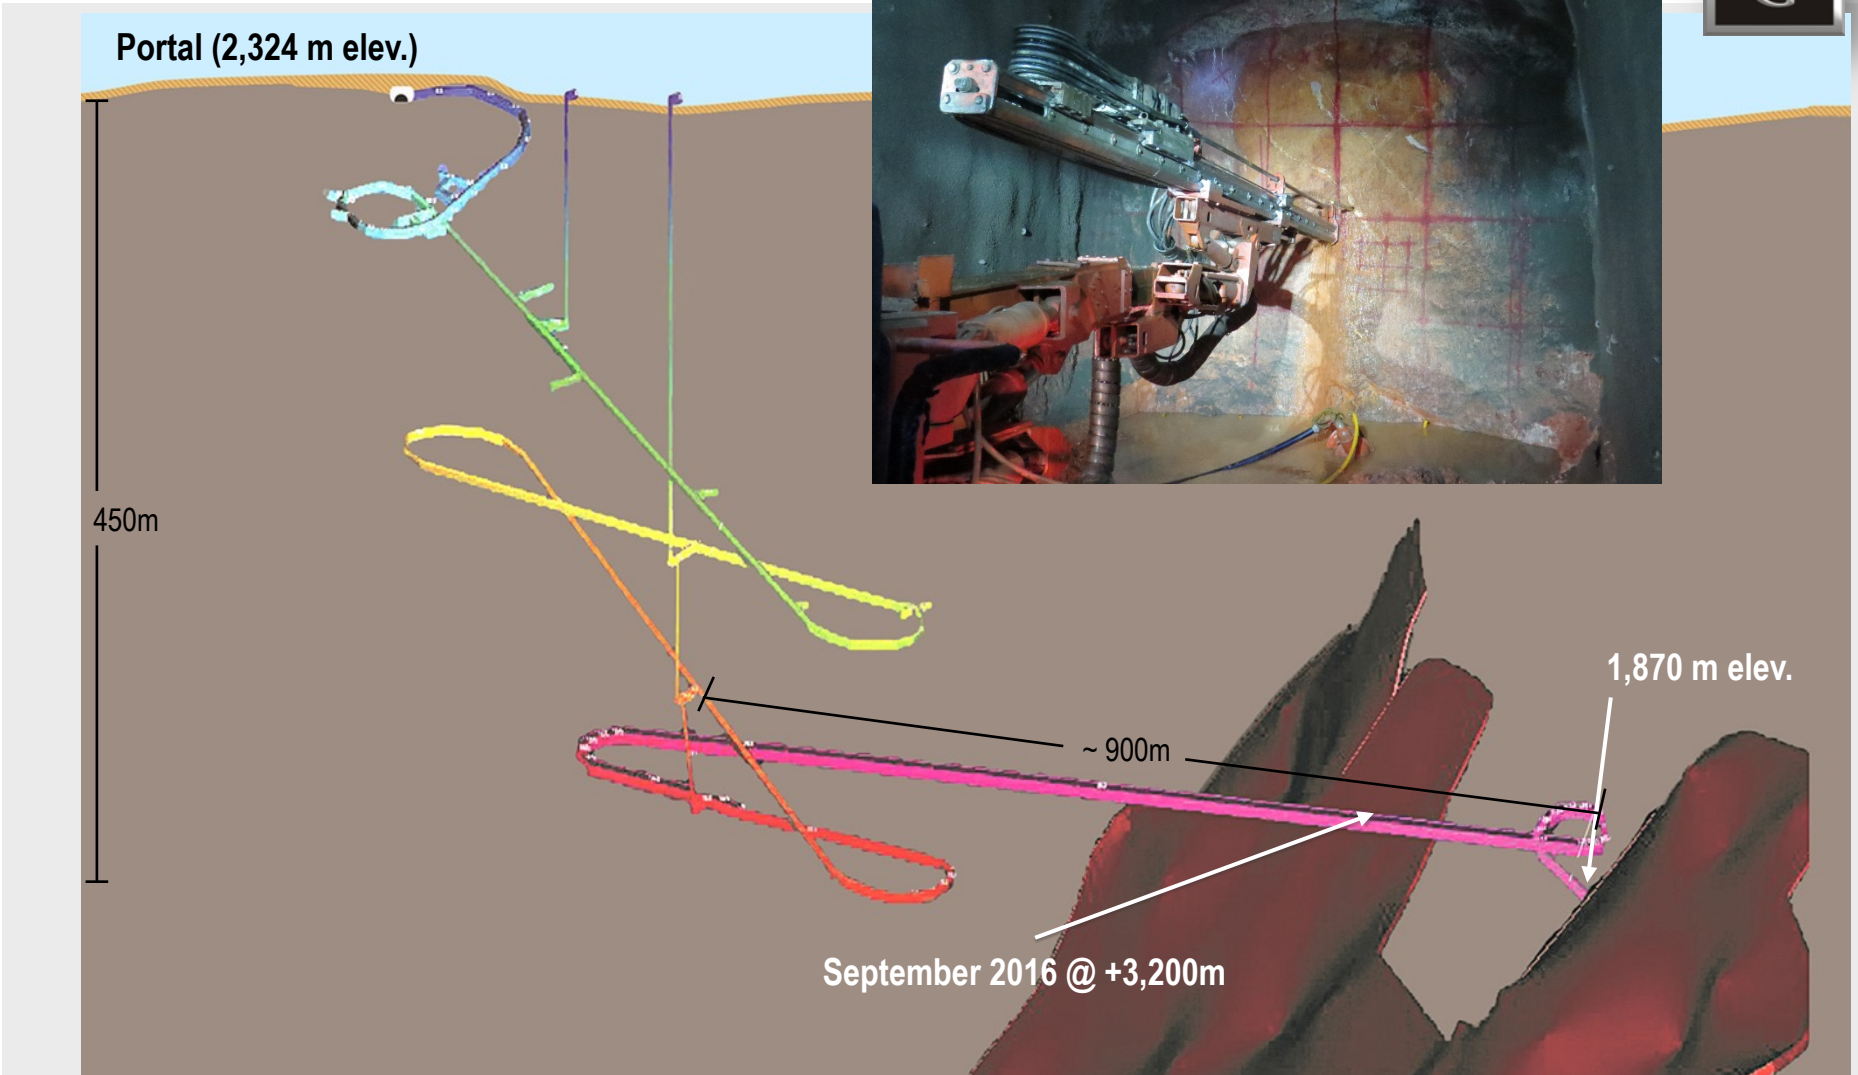 Portal (2,324 m elev.)
450m
1,870 m elev.
~ 900m
September 2016 @ +3,200m